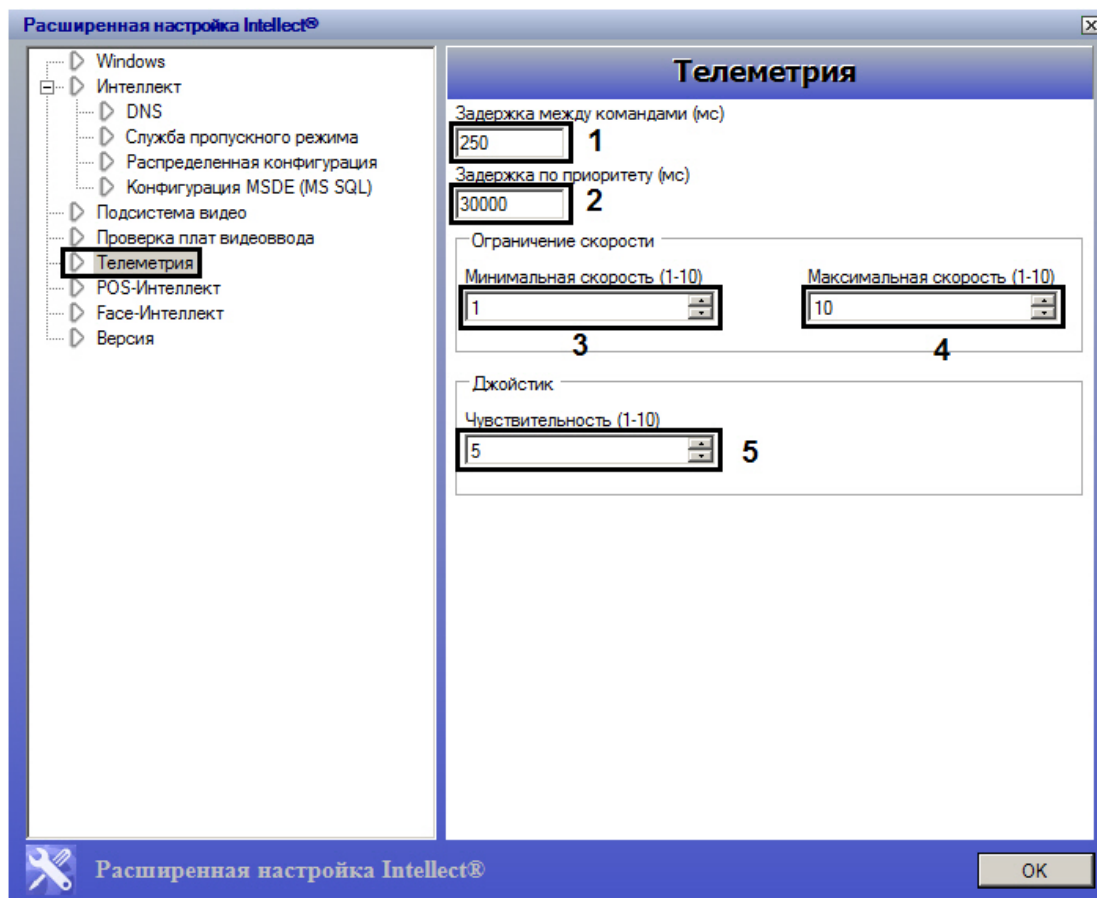 Расширенная настройка Intellect®
Windows
Интеллект
DNS
Служба пропускного режима
Распределенная конфигурация
Конфигурация MSDE (MS SQL)
Подсистема видео
Проверка плат видеоввода
Телеметрия
POS-Интеллект
Face-Интеллект
Версия
Телеметрия
Задержка между командами (мс)
250 1
Задержка по приоритету (мс)
30000 2
Ограничение скорости
Минимальная скорость (1-10) Максимальная скорость (1-10)
1 10
3 4
Джойстик
Чувствительность (1-10)
5 5
Расширенная настройка Intellect® OK